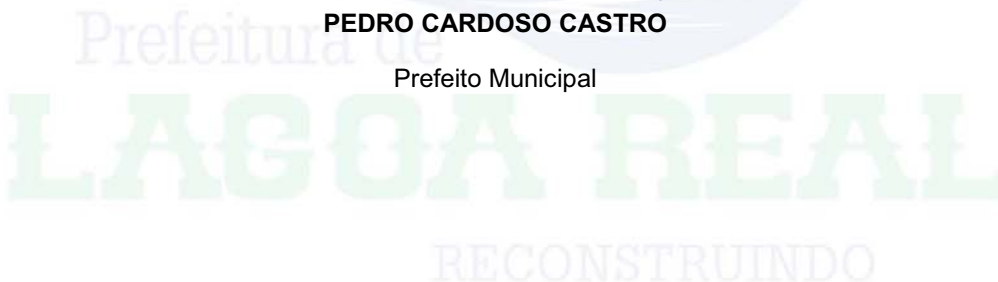 PEDRO CARDOSO CASTRO
Prefeitura de
Prefeito Municipal
LAGOA REAL
RECONSTRUINDO